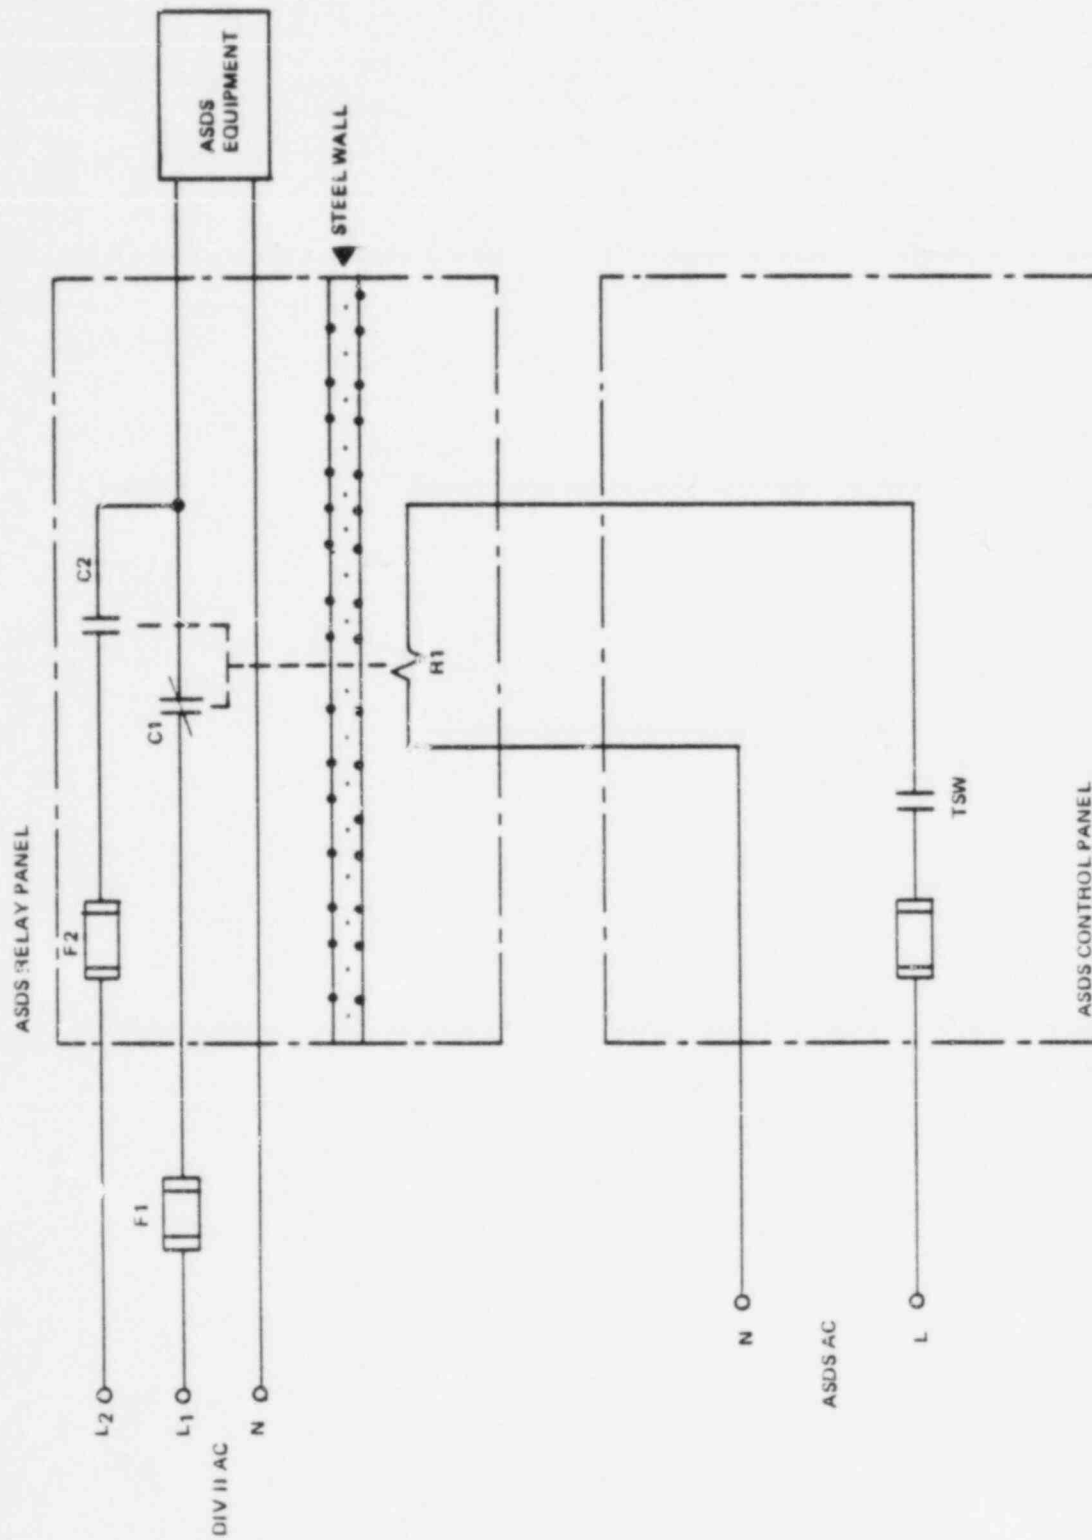 ASDS RELAY PANEL
L2
L1
N
DIV II AC
F1
F2
C1
C2
ASDS
EQUIPMENT
STEEL WALL
R1
N
L
ASDS AC
TSW
ASDS CONTROL PANEL